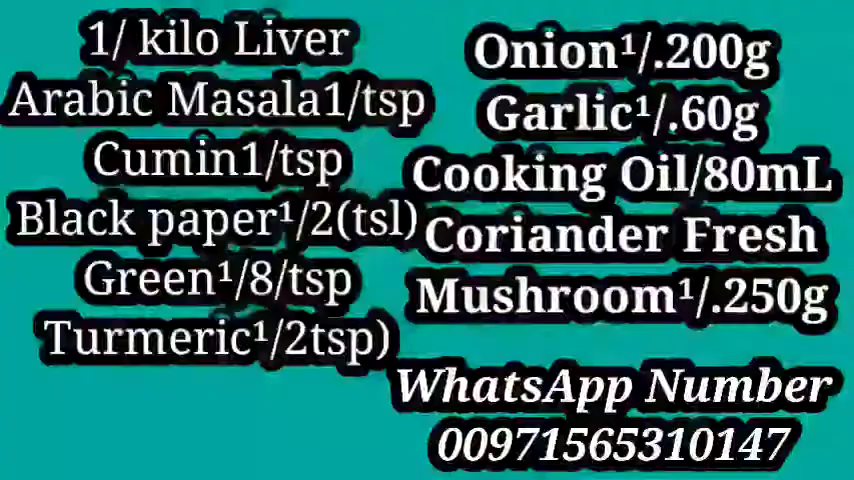 1/ kilo Liver
Arabic Masala1/tsp
Cumin1/tsp
Black paper¹/2(tsl)
Green¹/8/tsp
Turmeric¹/2tsp)
Onion¹/.200g
Garlic¹/.60g
Cooking Oil/80mL
Coriander Fresh
Mushroom¹/.250g
WhatsApp Number
00971565310147